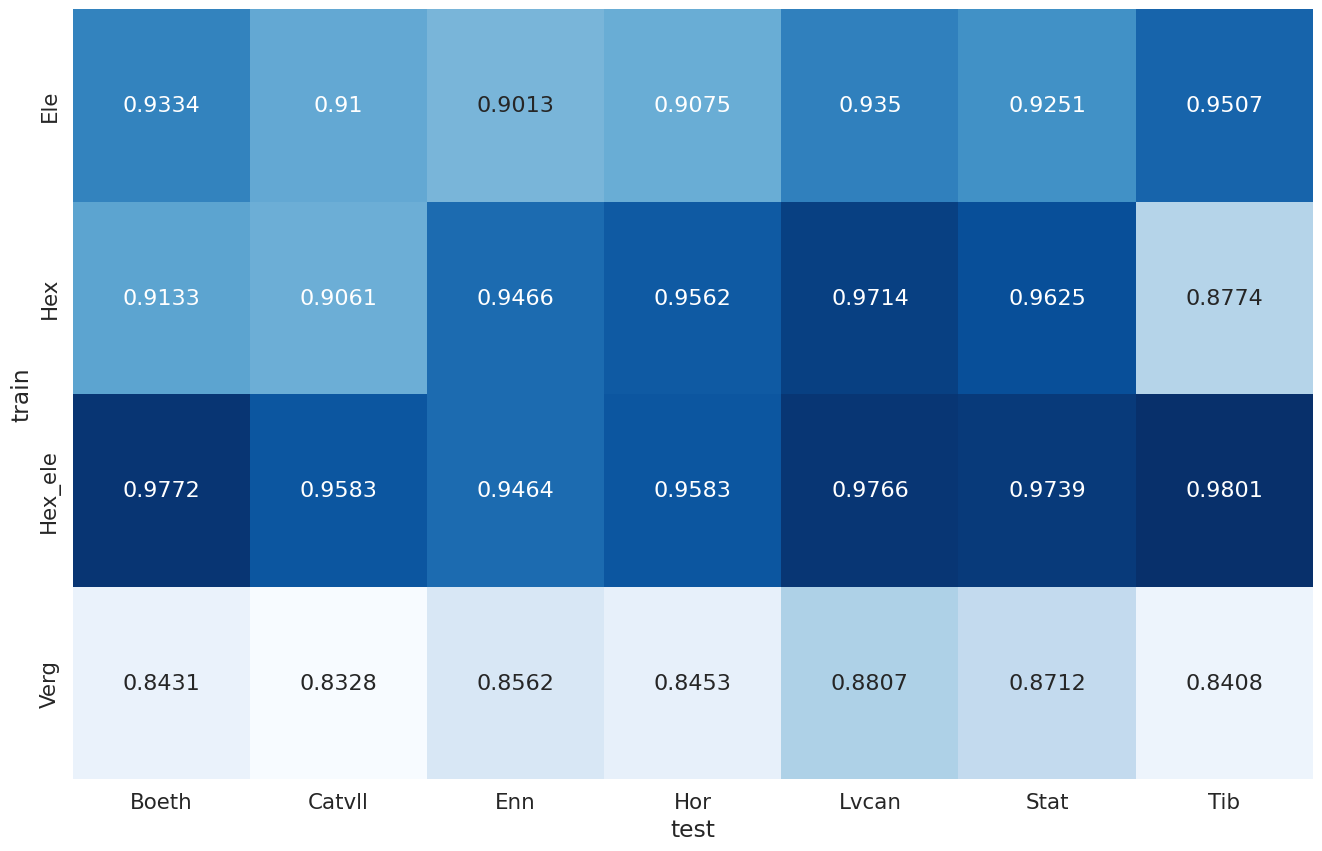 Ele 0.9334 0.91 0.9013 0.9075 0.935 0.9251 0.9507
Hex 0.9133 0.9061 0.9466 0.9562 0.9714 0.9625 0.8774
train
Hex_ele 0.9772 0.9583 0.9464 0.9583 0.9766 0.9739 0.9801
Verg 0.8431 0.8328 0.8562 0.8453 0.8807 0.8712 0.8408
Boeth Catvll Enn Hor Lvcan Stat Tib
test